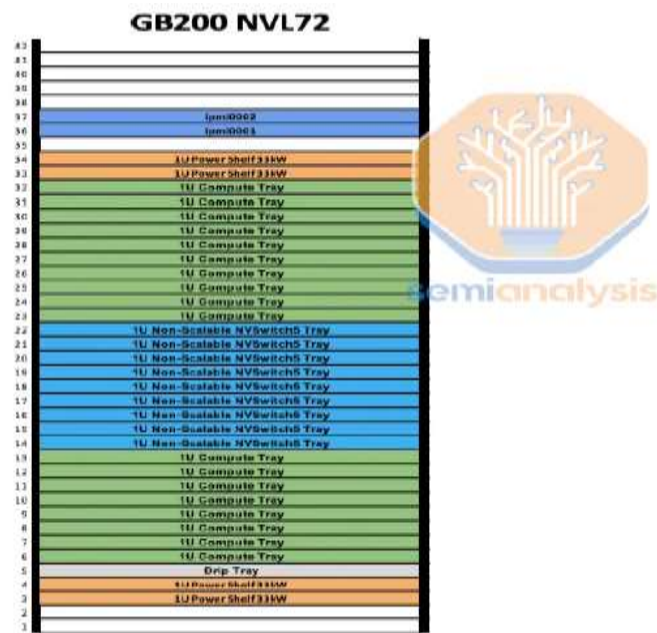 GB200 NVL72
42
41
40
39
38
37 ipmi0002
36 ipmi0001
35
34 1U Power Shelf 33kW
33 1U Power Shelf 33kW
32 1U Compute Tray
31 1U Compute Tray
30 1U Compute Tray
29 1U Compute Tray
28 1U Compute Tray
27 1U Compute Tray
26 1U Compute Tray
25 1U Compute Tray
24 1U Compute Tray
23 1U Compute Tray
22 1U Non-Scalable NVSwitch5 Tray
21 1U Non-Scalable NVSwitch5 Tray
20 1U Non-Scalable NVSwitch5 Tray
19 1U Non-Scalable NVSwitch5 Tray
18 1U Non-Scalable NVSwitch5 Tray
17 1U Non-Scalable NVSwitch5 Tray
16 1U Non-Scalable NVSwitch5 Tray
15 1U Non-Scalable NVSwitch5 Tray
14 1U Non-Scalable NVSwitch5 Tray
13 1U Compute Tray
12 1U Compute Tray
11 1U Compute Tray
10 1U Compute Tray
9 1U Compute Tray
8 1U Compute Tray
7 1U Compute Tray
6 1U Compute Tray
5 Drip Tray
4 1U Power Shelf 33kW
3 1U Power Shelf 33kW
2
1
semianalysis